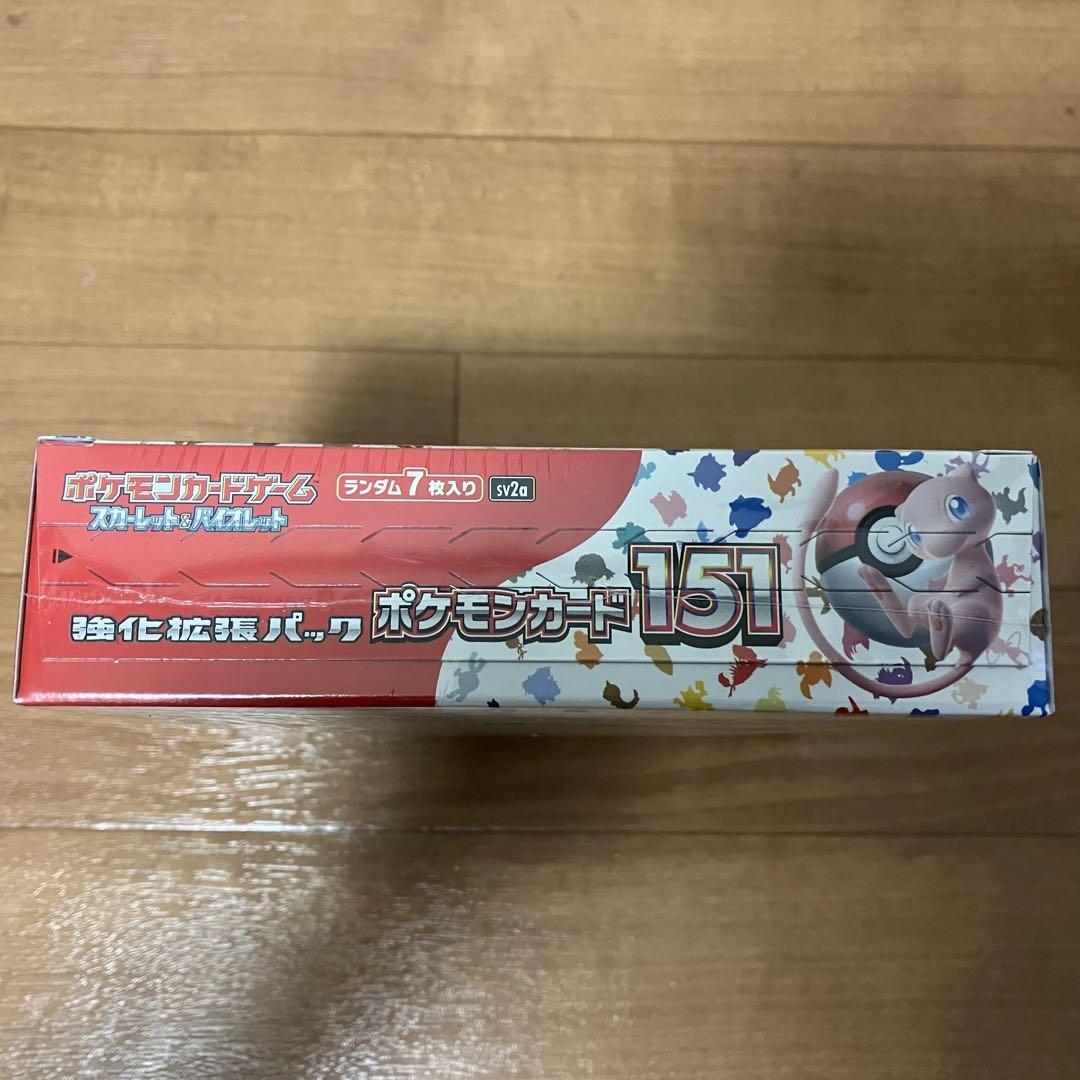 ポケモンカードゲーム
スカーレット&バイオレット
ランダム7枚入り sv2a
強化拡張パック ポケモンカード151